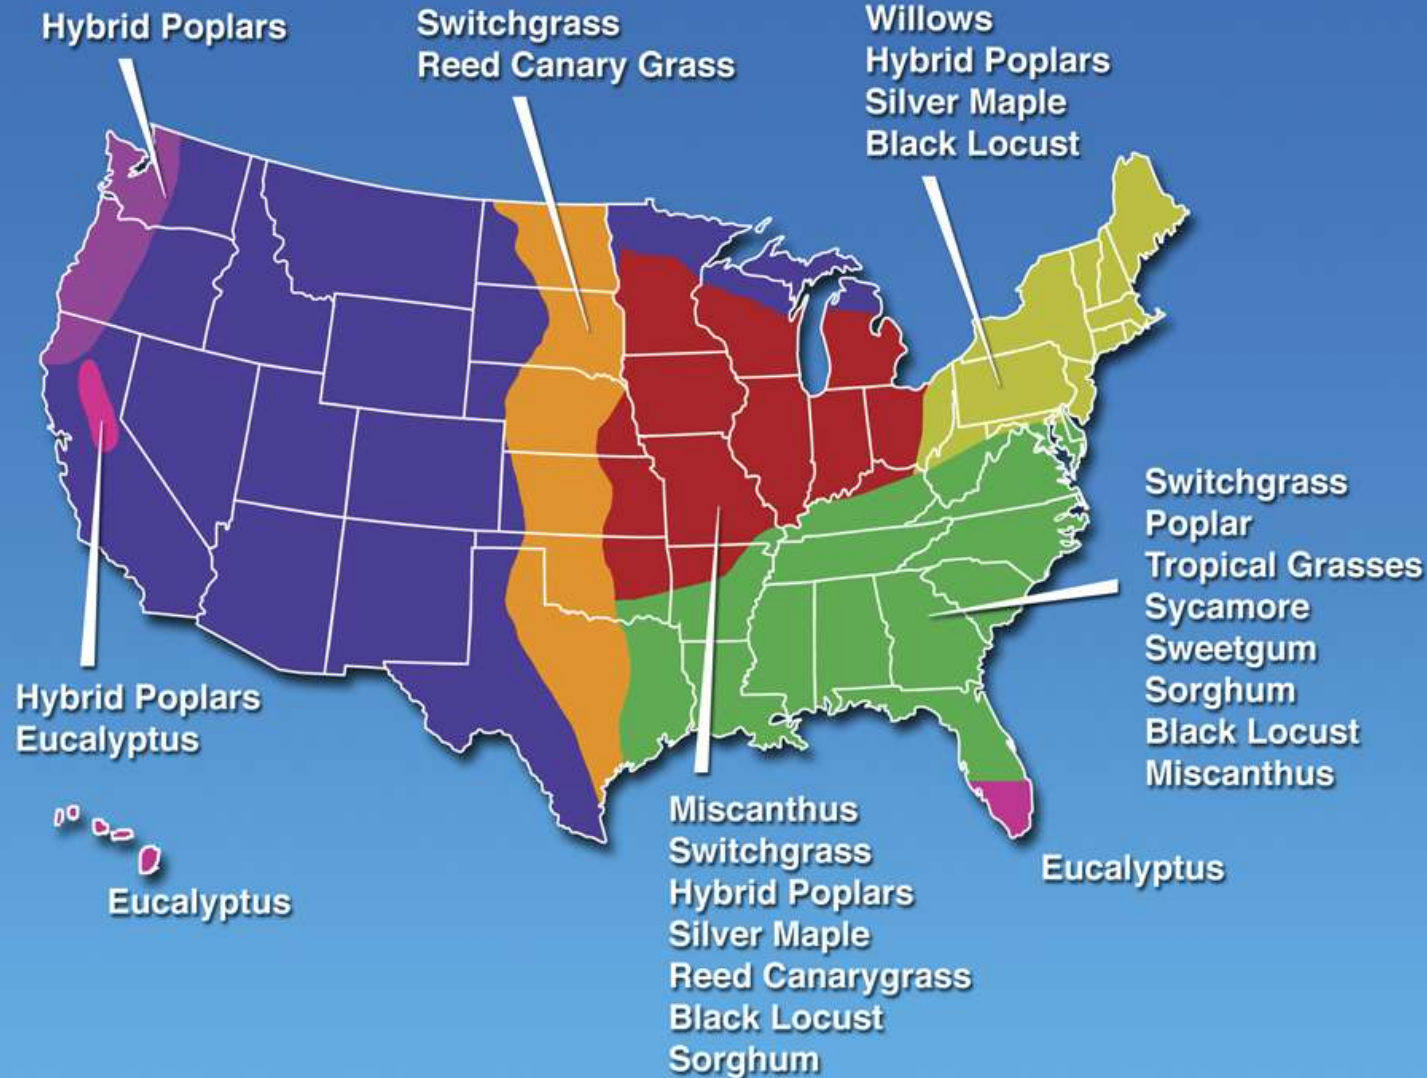 Hybrid Poplars
Switchgrass
Reed Canary Grass
Willows
Hybrid Poplars
Silver Maple
Black Locust
Switchgrass
Poplar
Tropical Grasses
Sycamore
Sweetgum
Sorghum
Black Locust
Miscanthus
Hybrid Poplars
Eucalyptus
Eucalyptus
Miscanthus
Switchgrass
Hybrid Poplars
Silver Maple
Reed Canarygrass
Black Locust
Sorghum
Eucalyptus